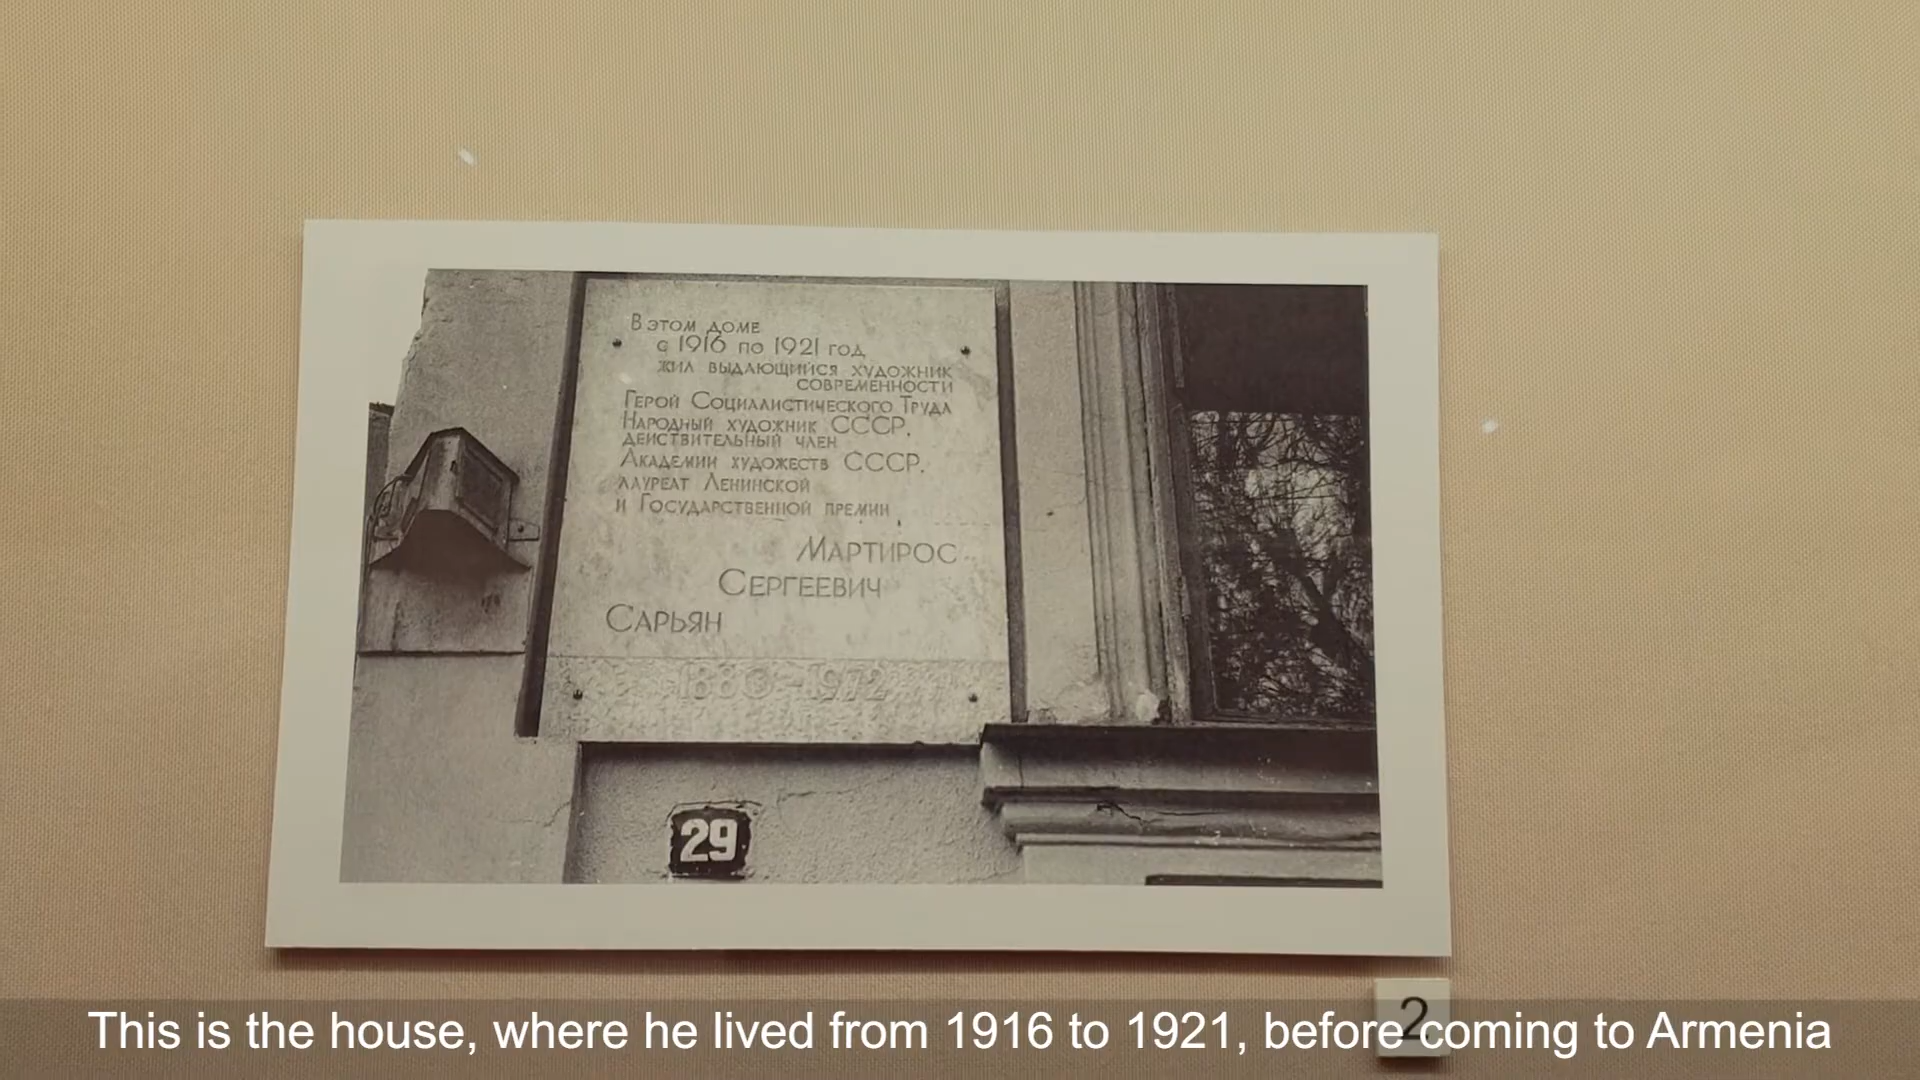 В этом доме
с 1916 по 1921 год
жил выдающийся художник
современности
Герой Социалистического Труда
Народный художник СССР,
действительный член
Академии художеств СССР,
лауреат Ленинской
и Государственной премии
Мартирос
Сергеевич
Сарьян
1880-1972
29
2
This is the house, where he lived from 1916 to 1921, before coming to Armenia